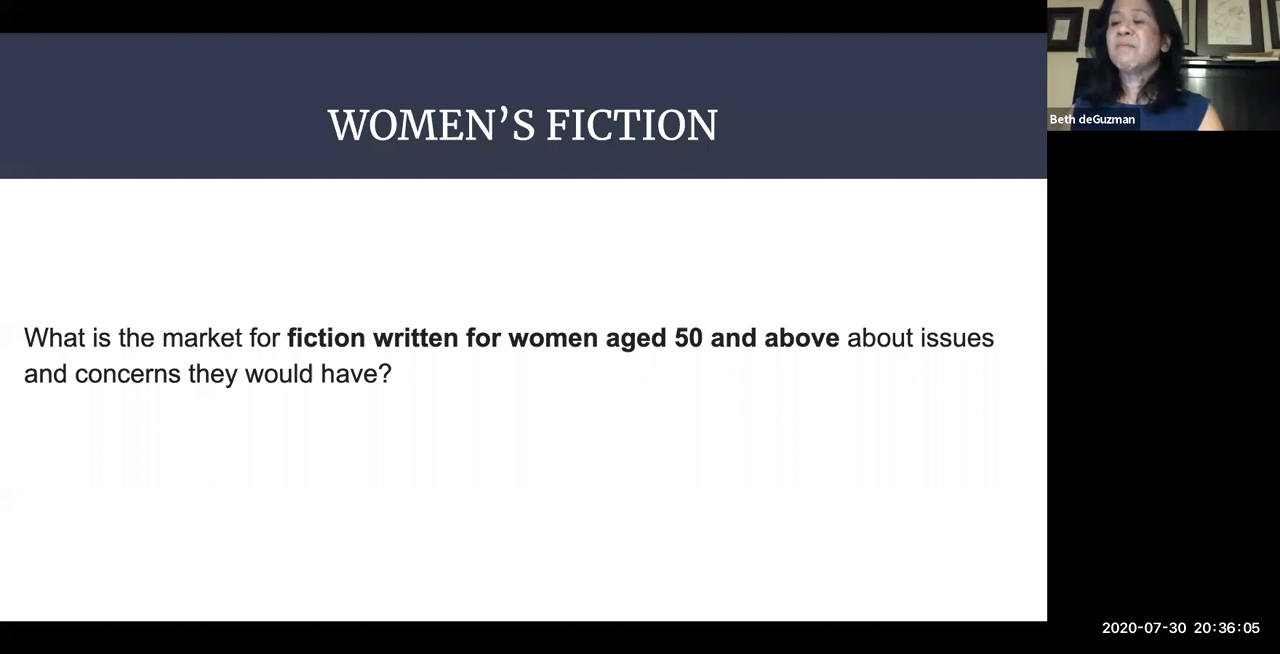 WOMEN’S FICTION
Beth deGuzman
What is the market for fiction written for women aged 50 and above about issues
and concerns they would have?
2020-07-30 20:36:05